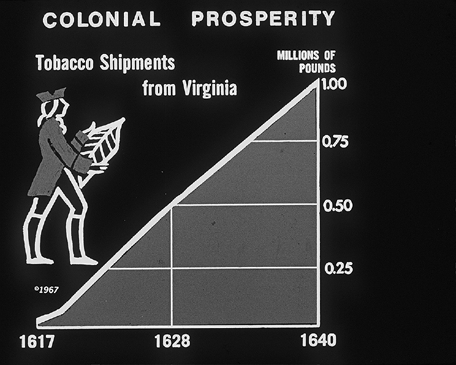 COLONIAL PROSPERITY
Tobacco Shipments
from Virginia
MILLIONS OF
POUNDS
1.00
0.75
0.50
0.25
©1967
1617 1628 1640